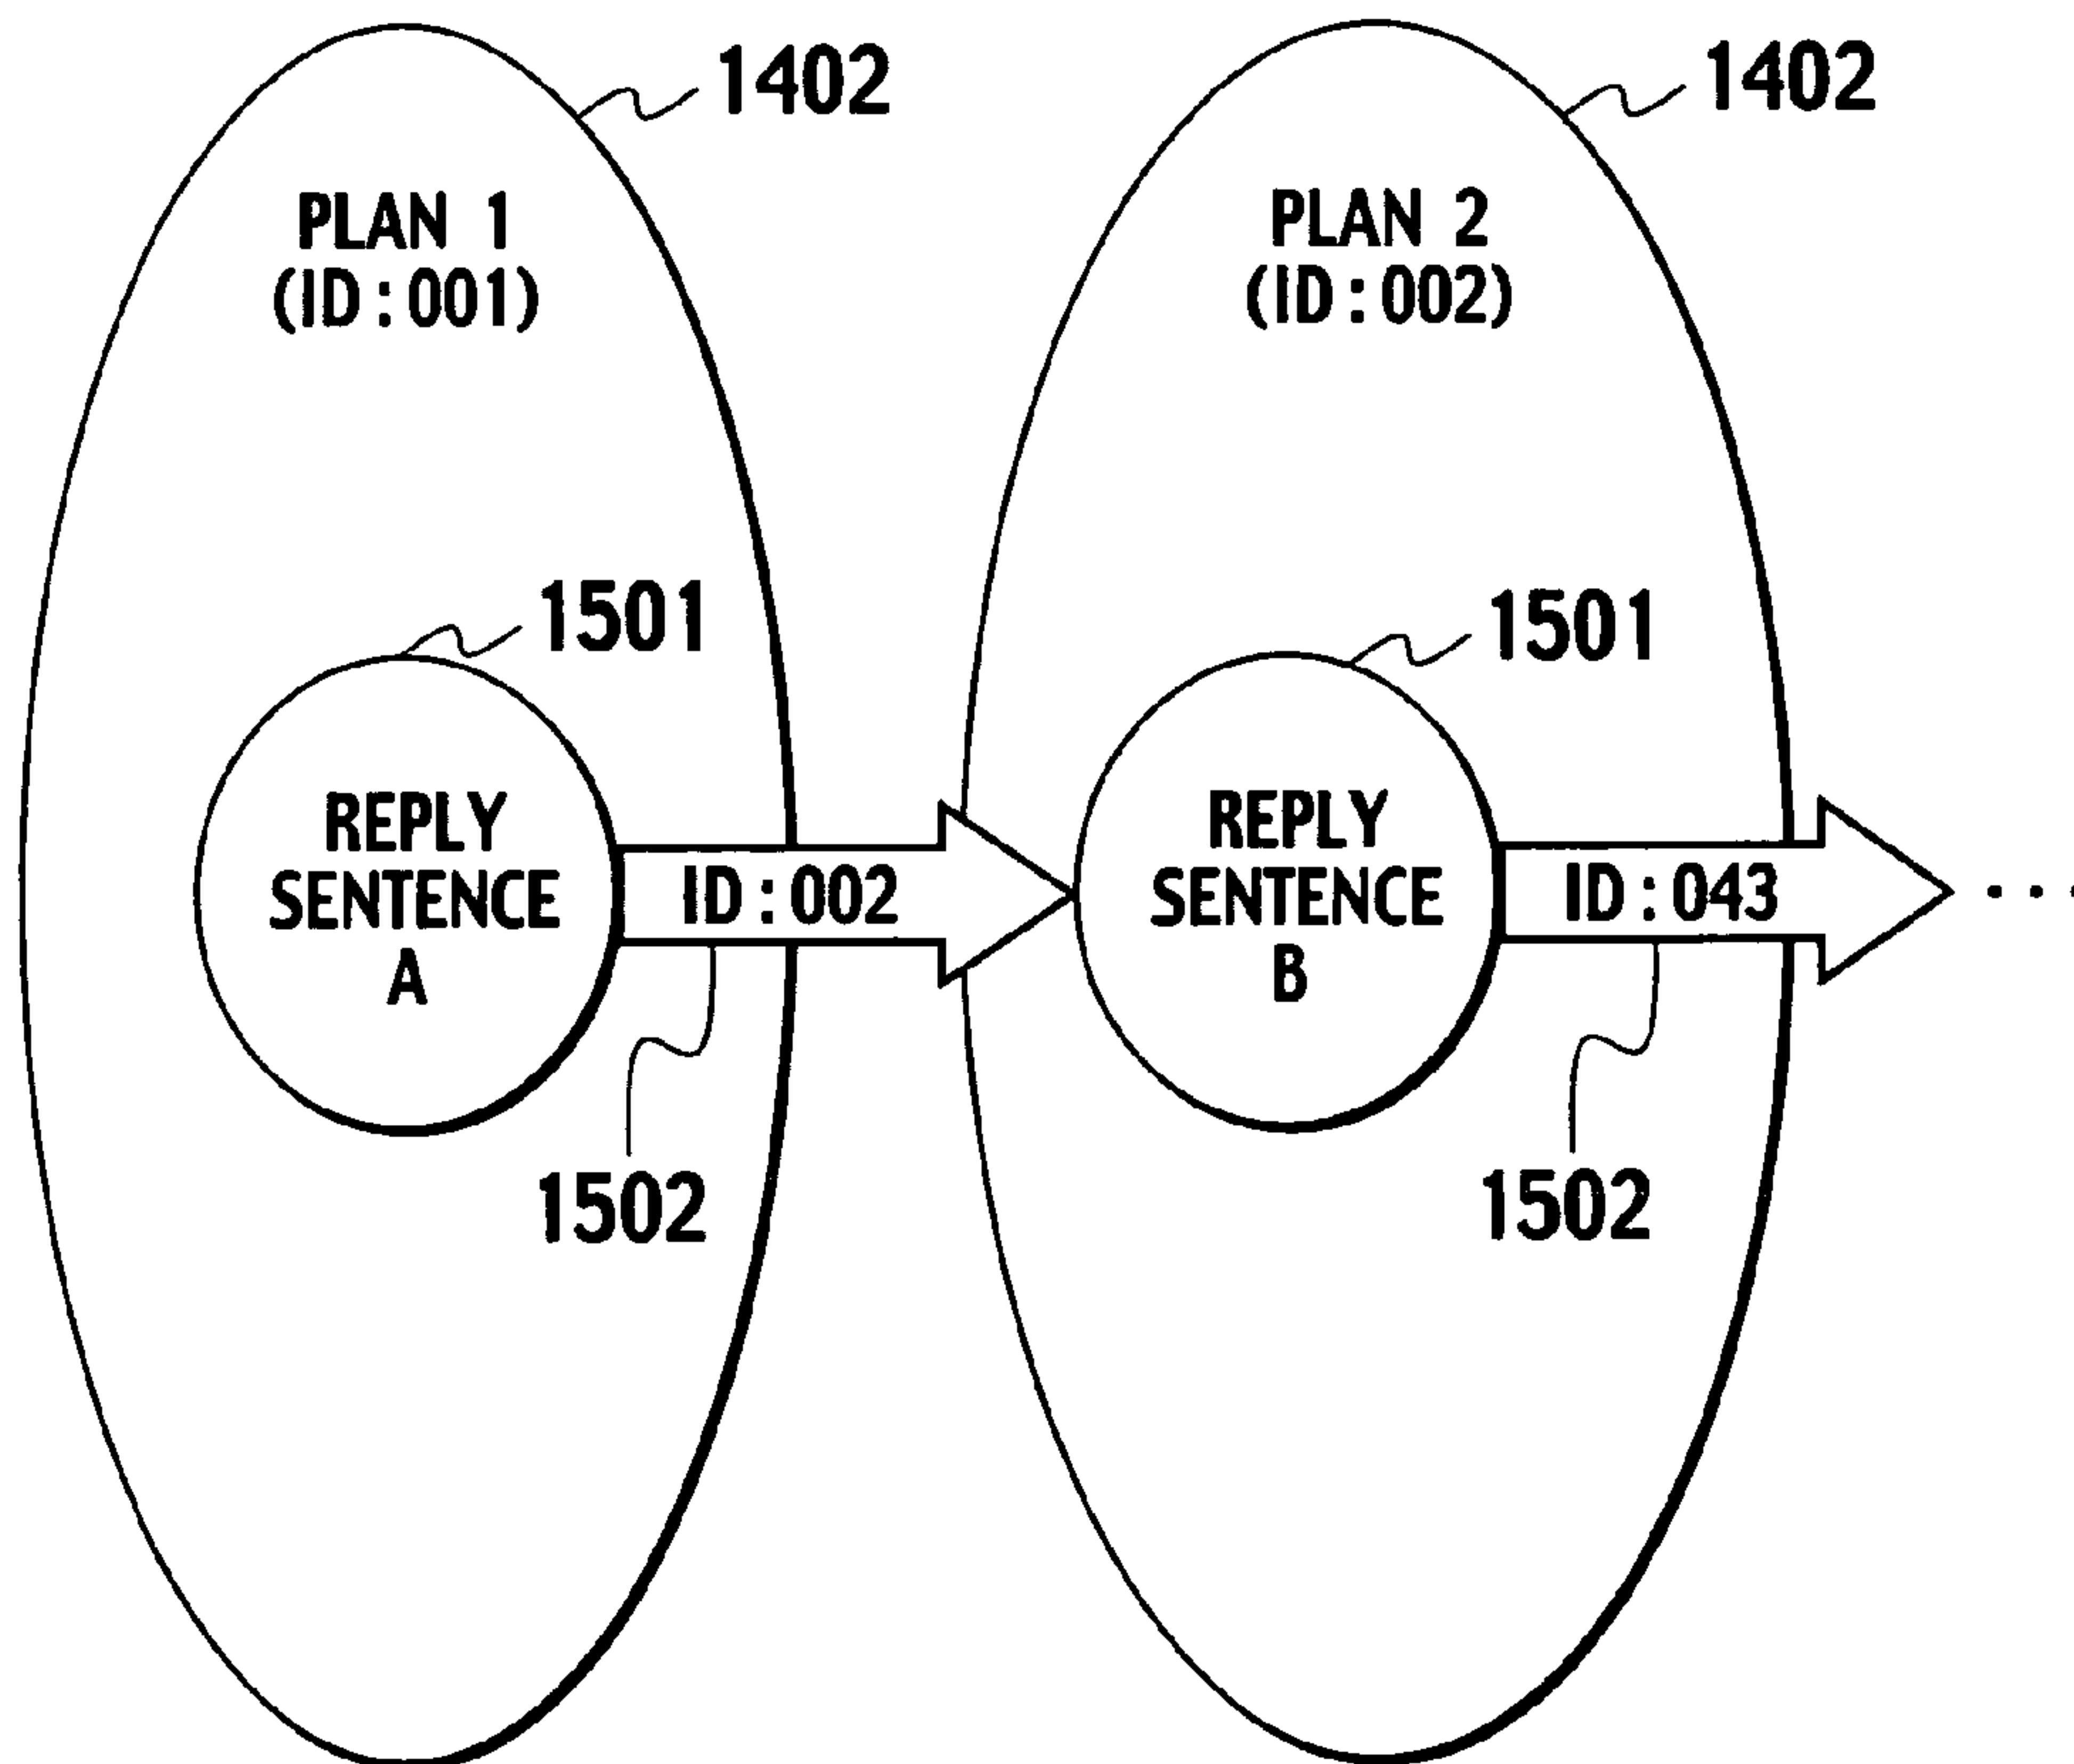 1402
1402
PLAN 1
(ID:001)
PLAN 2
(ID:002)
1501
1501
REPLY
SENTENCE
A
ID:002
REPLY
SENTENCE
B
ID:043
...
1502
1502